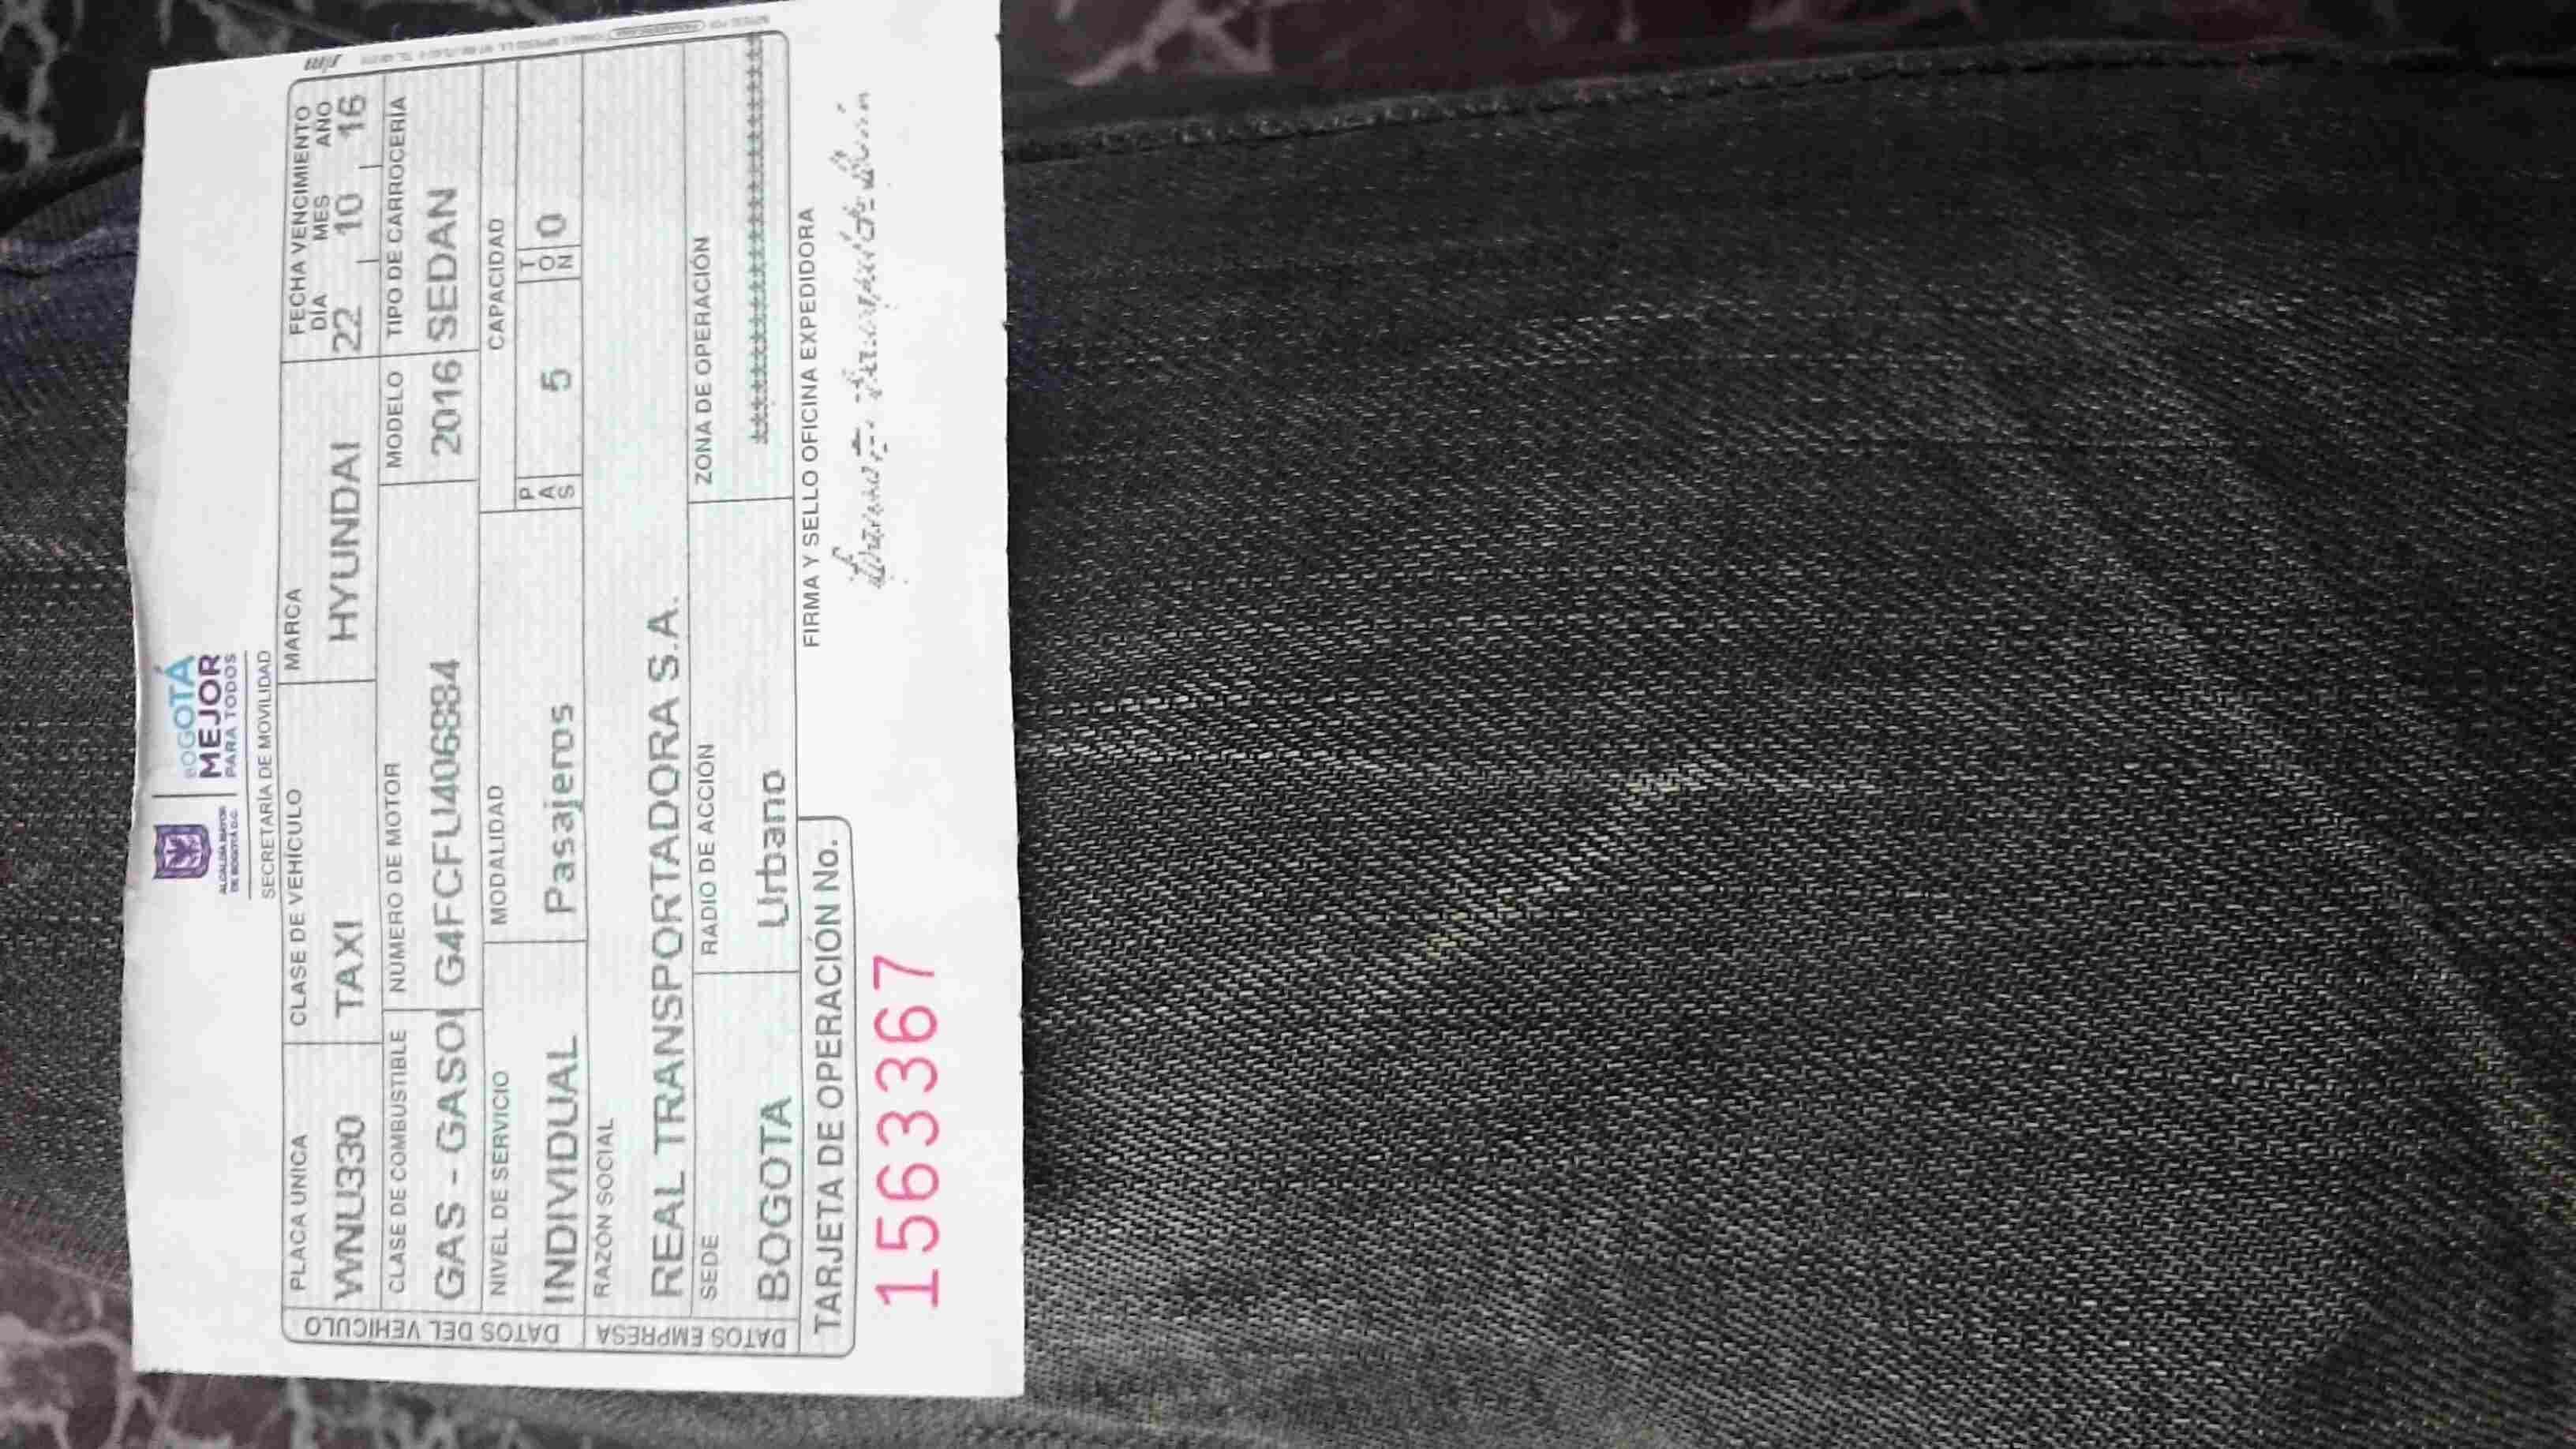 ALCALDÍA MAYOR
DE BOGOTÁ D.C.
BOGOTÁ
MEJOR
PARA TODOS
SECRETARÍA DE MOVILIDAD
DATOS DEL VEHÍCULO
PLACA UNICA CLASE DE VEHÍCULO MARCA FECHA VENCIMIENTO
DÍA MES AÑO
WNU330 TAXI HYUNDAI 22 10 16
CLASE DE COMBUSTIBLE NUMERO DE MOTOR MODELO TIPO DE CARROCERÍA
GAS - GASOL G4FCFU406884 2016 SEDAN
NIVEL DE SERVICIO MODALIDAD CAPACIDAD
INDIVIDUAL Pasajeros PAS 5 TON 0
DATOS EMPRESA
RAZON SOCIAL
REAL TRANSPORTADORA S.A.
SEDE RADIO DE ACCIÓN ZONA DE OPERACIÓN
BOGOTA Urbano ************************
TARJETA DE OPERACIÓN No. FIRMA Y SELLO OFICINA EXPEDIDORA
1563367